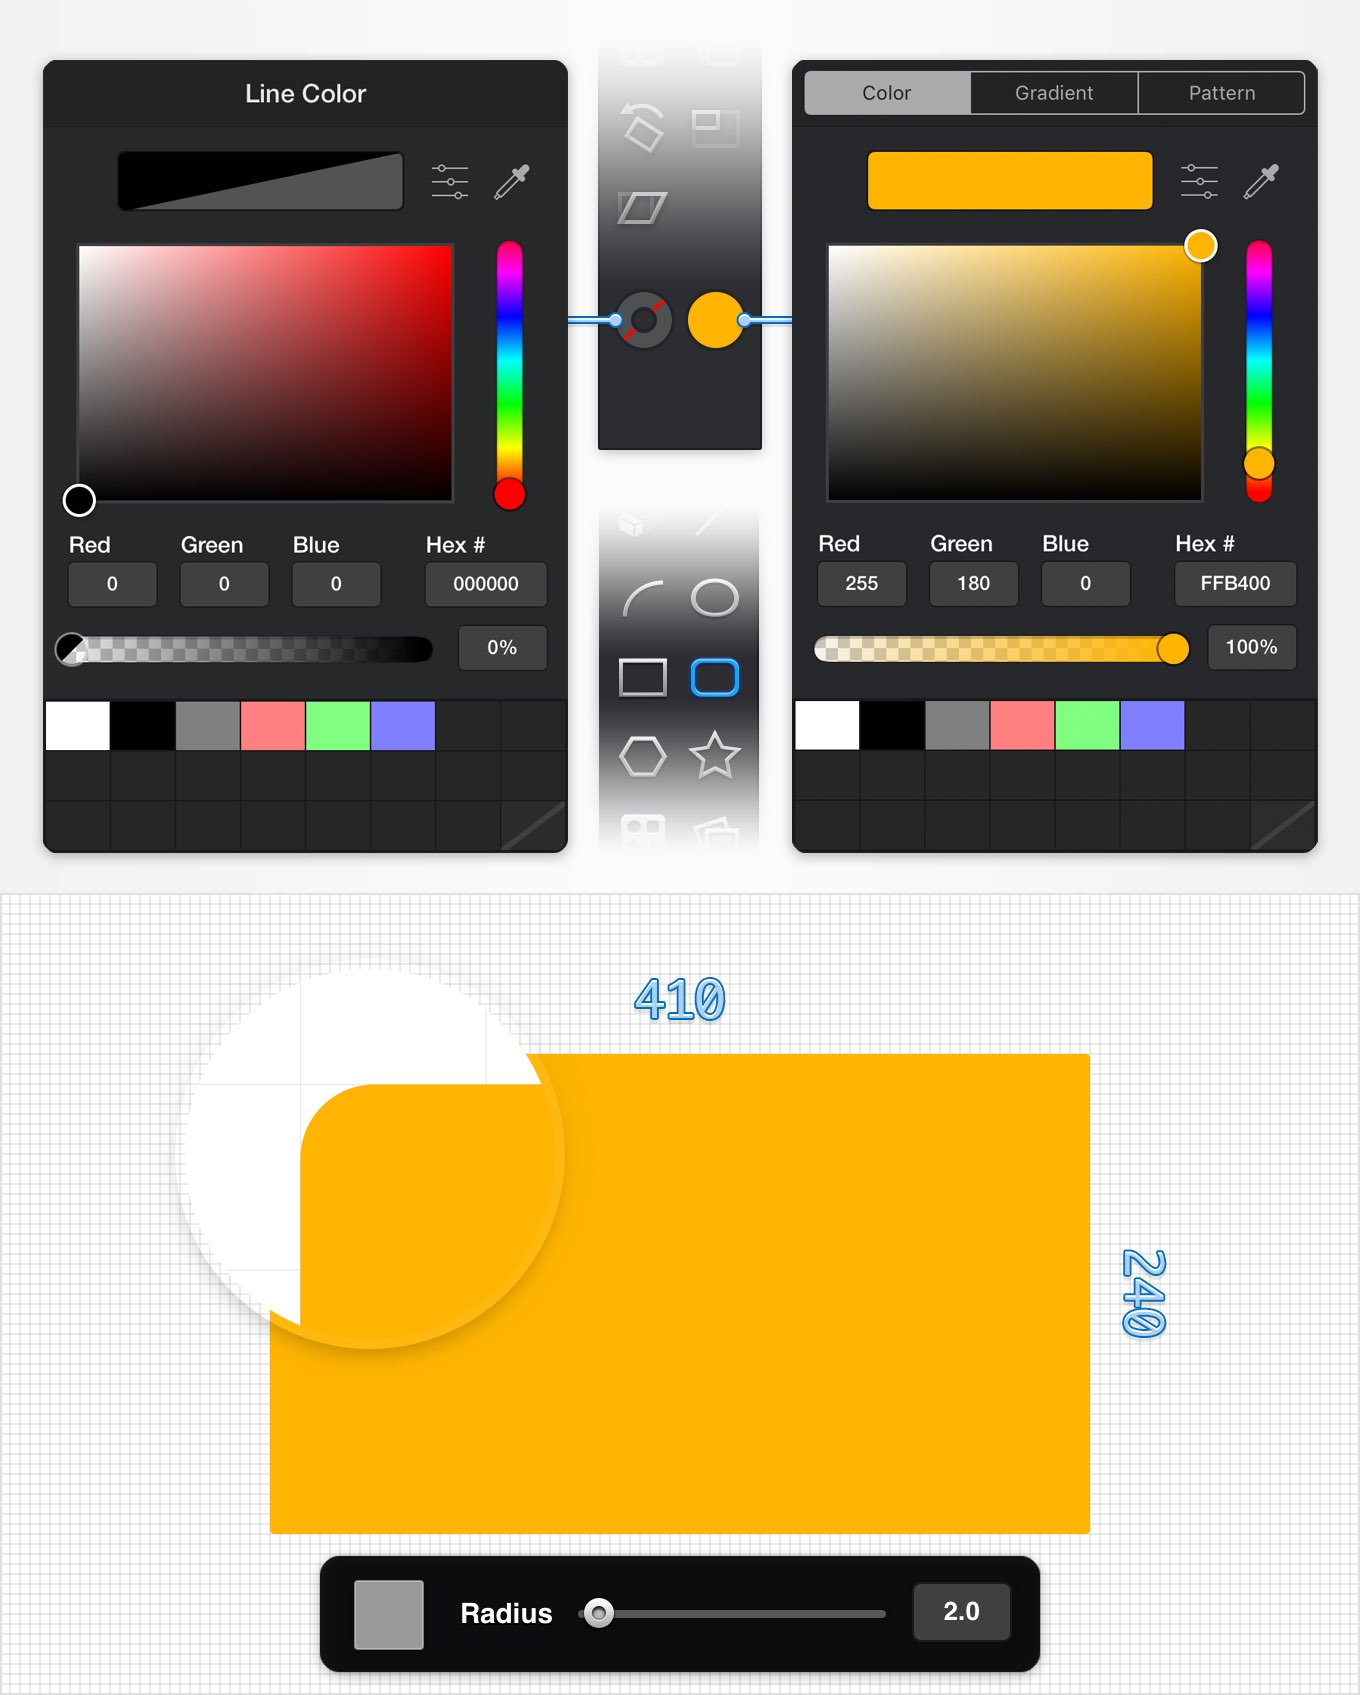 Line Color
Red Green Blue Hex #
0 0 0 000000
0%
Color Gradient Pattern
Red Green Blue Hex #
255 180 0 FFB400
100%
410
240
Radius 2.0